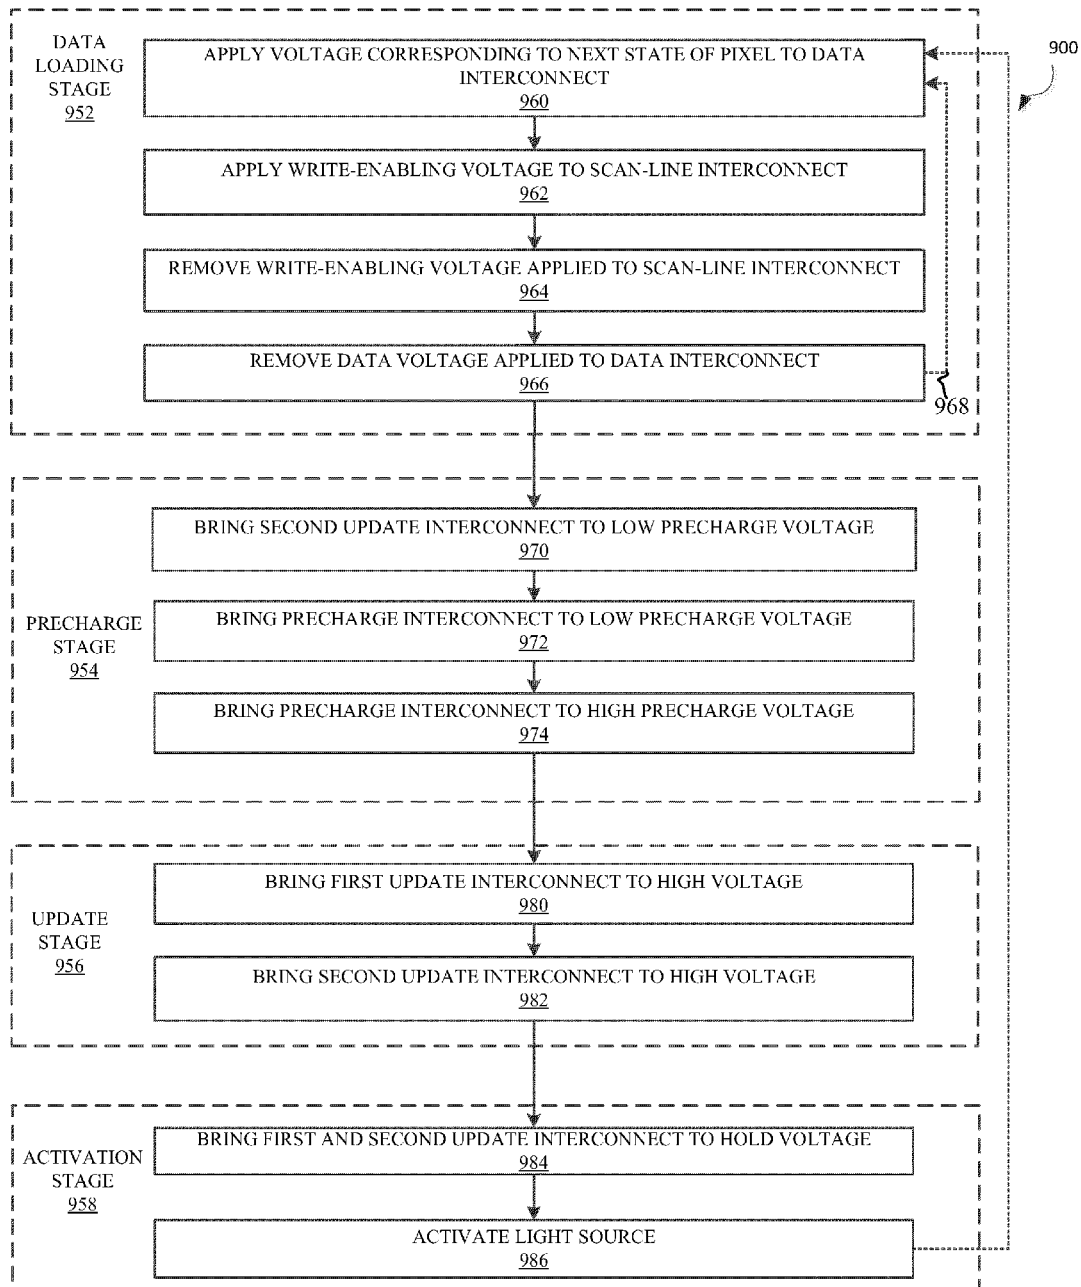 900
DATA
LOADING
STAGE
952
APPLY VOLTAGE CORRESPONDING TO NEXT STATE OF PIXEL TO DATA
INTERCONNECT
960
APPLY WRITE-ENABLING VOLTAGE TO SCAN-LINE INTERCONNECT
962
REMOVE WRITE-ENABLING VOLTAGE APPLIED TO SCAN-LINE INTERCONNECT
964
REMOVE DATA VOLTAGE APPLIED TO DATA INTERCONNECT
966
968
PRECHARGE
STAGE
954
BRING SECOND UPDATE INTERCONNECT TO LOW PRECHARGE VOLTAGE
970
BRING PRECHARGE INTERCONNECT TO LOW PRECHARGE VOLTAGE
972
BRING PRECHARGE INTERCONNECT TO HIGH PRECHARGE VOLTAGE
974
UPDATE
STAGE
956
BRING FIRST UPDATE INTERCONNECT TO HIGH VOLTAGE
980
BRING SECOND UPDATE INTERCONNECT TO HIGH VOLTAGE
982
ACTIVATION
STAGE
958
BRING FIRST AND SECOND UPDATE INTERCONNECT TO HOLD VOLTAGE
984
ACTIVATE LIGHT SOURCE
986